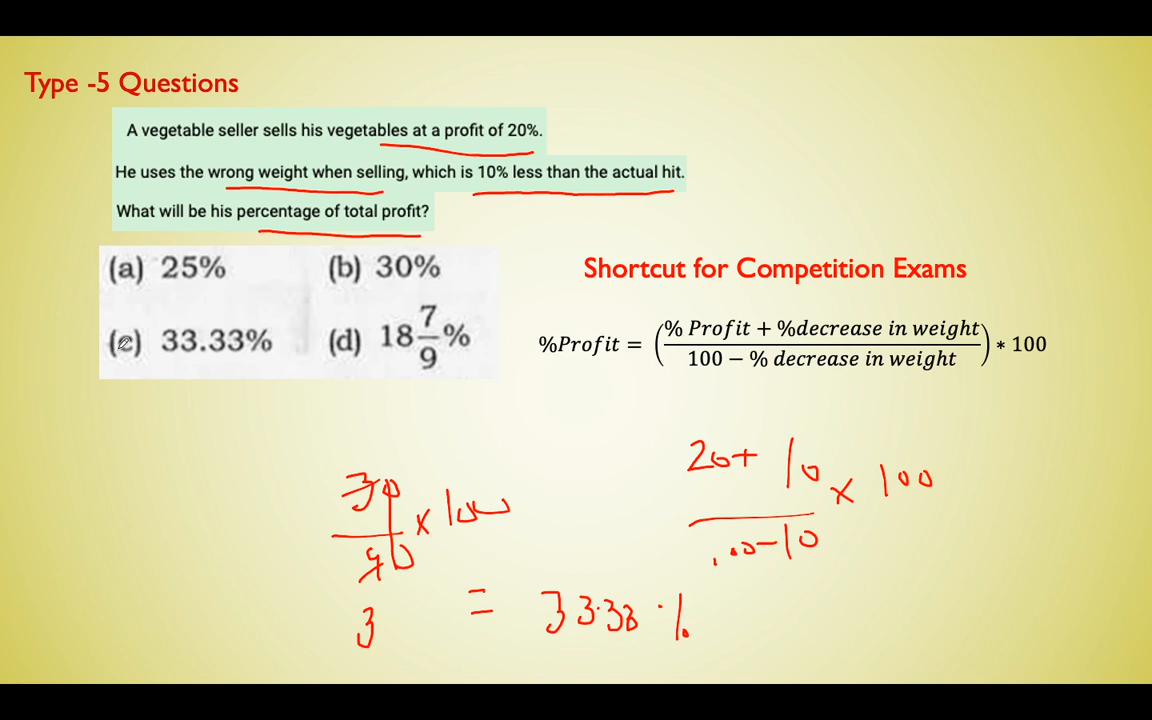 Type -5 Questions
A vegetable seller sells his vegetables at a profit of 20%.
He uses the wrong weight when selling, which is 10% less than the actual hit.
What will be his percentage of total profit?
(a) 25% (b) 30%
(c) 33.33% (d) 18 7/9 %
Shortcut for Competition Exams
%Profit = (% Profit + %decrease in weight / 100 − % decrease in weight) * 100
20+ 10 / 100-10 x 100
30 / 90 x 100
3
= 33.33 %